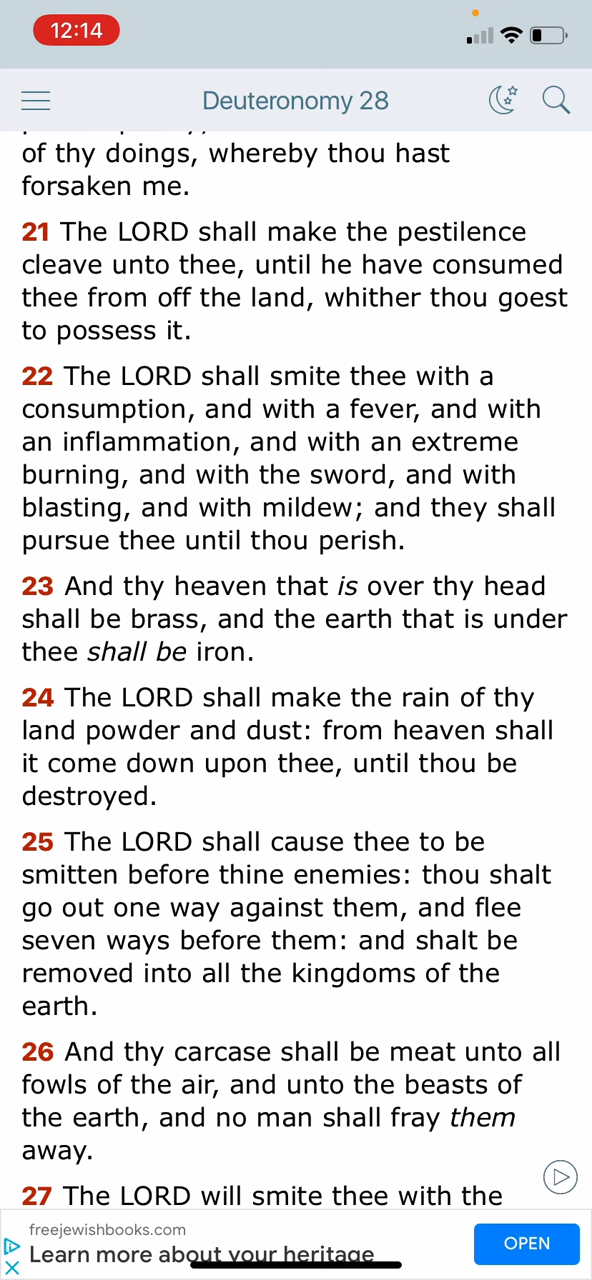 12:14
Deuteronomy 28
of thy doings, whereby thou hast
forsaken me.
21 The LORD shall make the pestilence
cleave unto thee, until he have consumed
thee from off the land, whither thou goest
to possess it.
22 The LORD shall smite thee with a
consumption, and with a fever, and with
an inflammation, and with an extreme
burning, and with the sword, and with
blasting, and with mildew; and they shall
pursue thee until thou perish.
23 And thy heaven that is over thy head
shall be brass, and the earth that is under
thee shall be iron.
24 The LORD shall make the rain of thy
land powder and dust: from heaven shall
it come down upon thee, until thou be
destroyed.
25 The LORD shall cause thee to be
smitten before thine enemies: thou shalt
go out one way against them, and flee
seven ways before them: and shalt be
removed into all the kingdoms of the
earth.
26 And thy carcase shall be meat unto all
fowls of the air, and unto the beasts of
the earth, and no man shall fray them
away.
27 The LORD will smite thee with the
freejewishbooks.com
Learn more about your heritage
OPEN